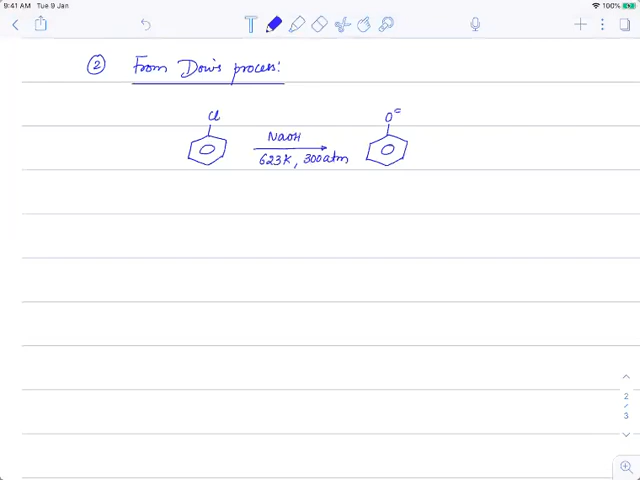 9:41 AM Tue 9 Jan
100%
② From Dow's process:
Cl
O⊖
NaOH
623K, 300atm
2
/
3